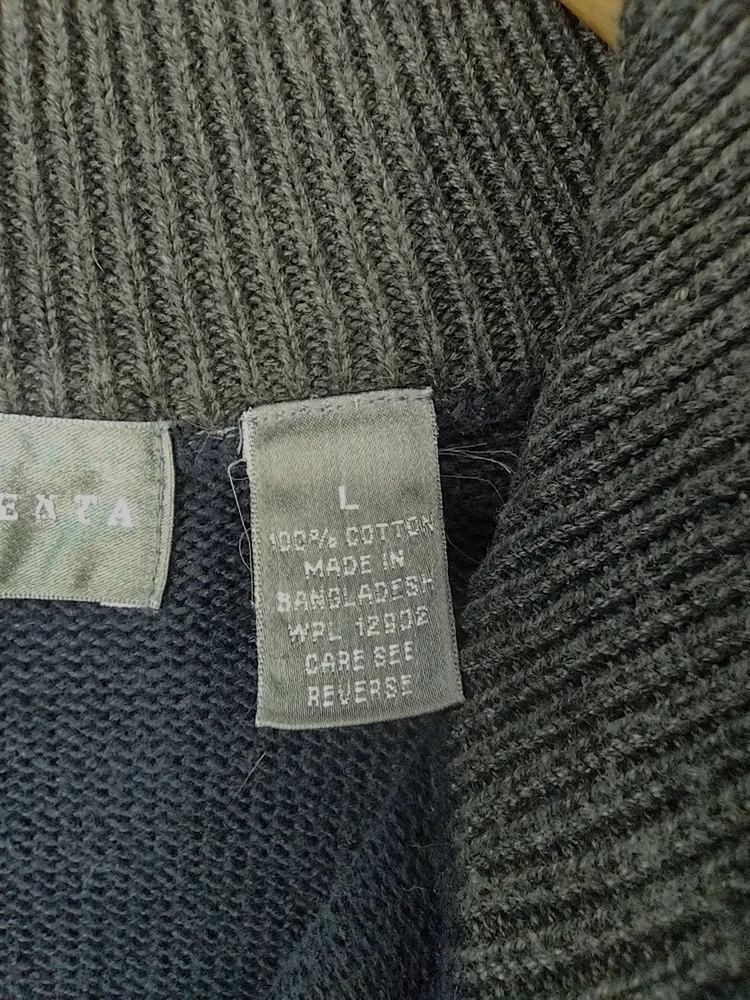 ENTA
L
100% COTTON
MADE IN
BANGLADESH
WPL 12902
CARE SEE
REVERSE